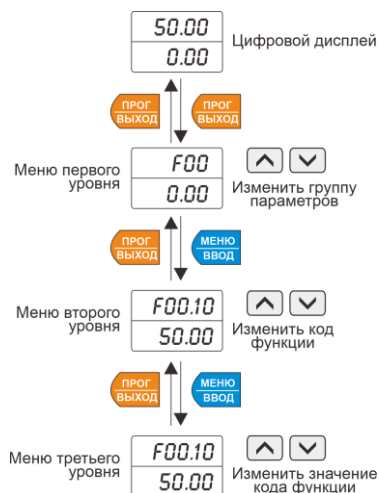 50.00
0.00
Цифровой дисплей
ПРОГ
ВЫХОД
ПРОГ
ВЫХОД
Меню первого
уровня
F00
0.00
Изменить группу
параметров
ПРОГ
ВЫХОД
МЕНЮ
ВВОД
Меню второго
уровня
F00.10
50.00
Изменить код
функции
ПРОГ
ВЫХОД
МЕНЮ
ВВОД
Меню третьего
уровня
F00.10
50.00
Изменить значение
кода функции